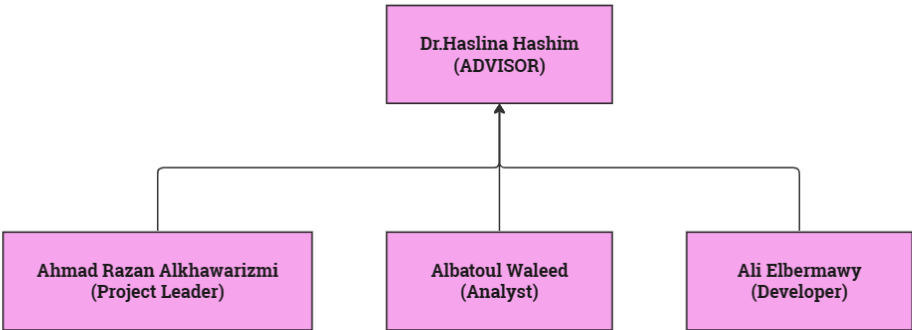 Dr.Haslina Hashim
(ADVISOR)
Ahmad Razan Alkhawarizmi
(Project Leader)
Albatoul Waleed
(Analyst)
Ali Elbermawy
(Developer)